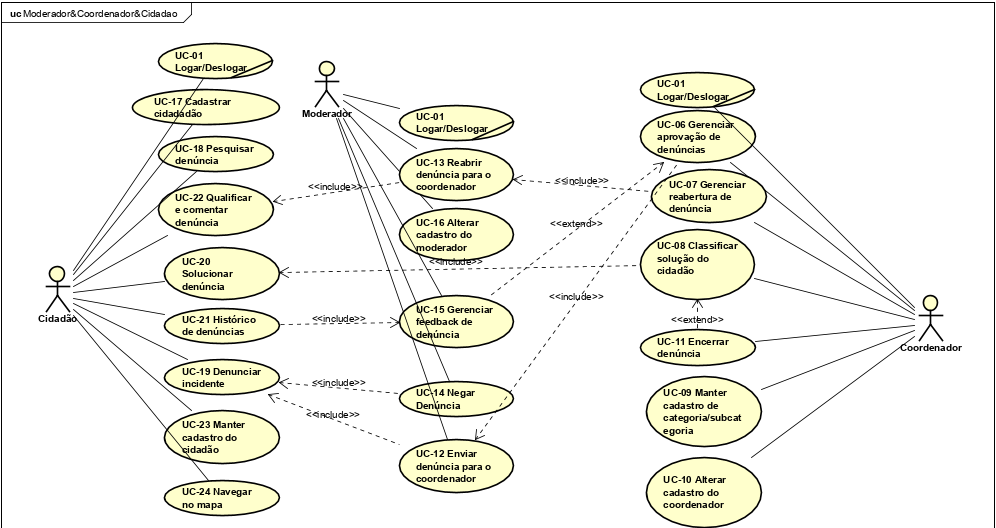 uc Moderador&Coordenador&Cidadao
UC-01
Logar/Deslogar
UC-17 Cadastrar
cidadadão
UC-18 Pesquisar
denúncia
UC-22 Qualificar
e comentar
denúncia
UC-20
Solucionar
denúncia
UC-21 Histórico
de denúncias
UC-19 Denunciar
incidente
UC-23 Manter
cadastro do
cidadão
UC-24 Navegar
no mapa
Cidadão
Moderador
UC-01
Logar/Deslogar
UC-13 Reabrir
denúncia para o
coordenador
UC-16 Alterar
cadastro do
moderador
UC-15 Gerenciar
feedback de
denúncia
UC-14 Negar
Denúncia
UC-12 Enviar
denúncia para o
coordenador
<<include>>
<<include>>
<<include>>
<<include>>
<<include>>
<<extend>>
<<include>>
<<include>>
<<extend>>
UC-01
Logar/Deslogar
UC-06 Gerenciar
aprovação de
denúncias
UC-07 Gerenciar
reabertura de
denúncia
UC-08 Classificar
solução do
cidadão
UC-11 Encerrar
denúncia
UC-09 Manter
cadastro de
categoria/subcat
egoria
UC-10 Alterar
cadastro do
coordenador
Coordenador